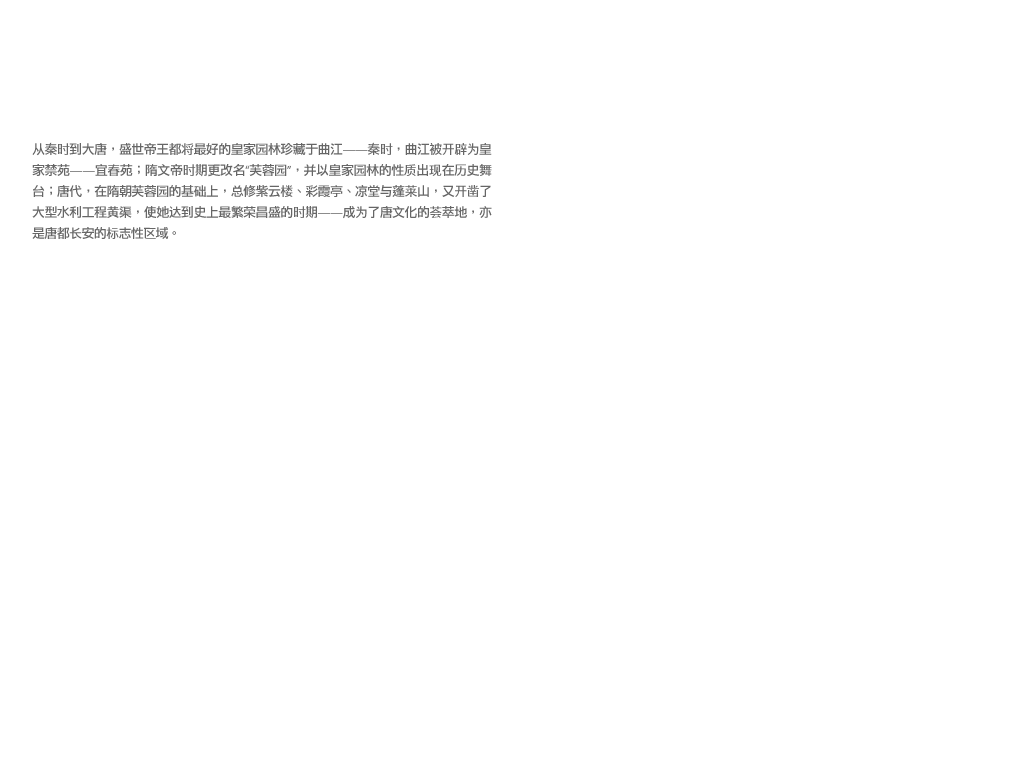 从秦时到大唐，盛世帝王都将最好的皇家园林珍藏于曲江——秦时，曲江被开辟为皇
家禁苑——宜春苑；隋文帝时期更改名“芙蓉园”，并以皇家园林的性质出现在历史舞
台；唐代，在隋朝芙蓉园的基础上，总修紫云楼、彩霞亭、凉堂与蓬莱山，又开凿了
大型水利工程黄渠，使她达到史上最繁荣昌盛的时期——成为了唐文化的荟萃地，亦
是唐都长安的标志性区域。